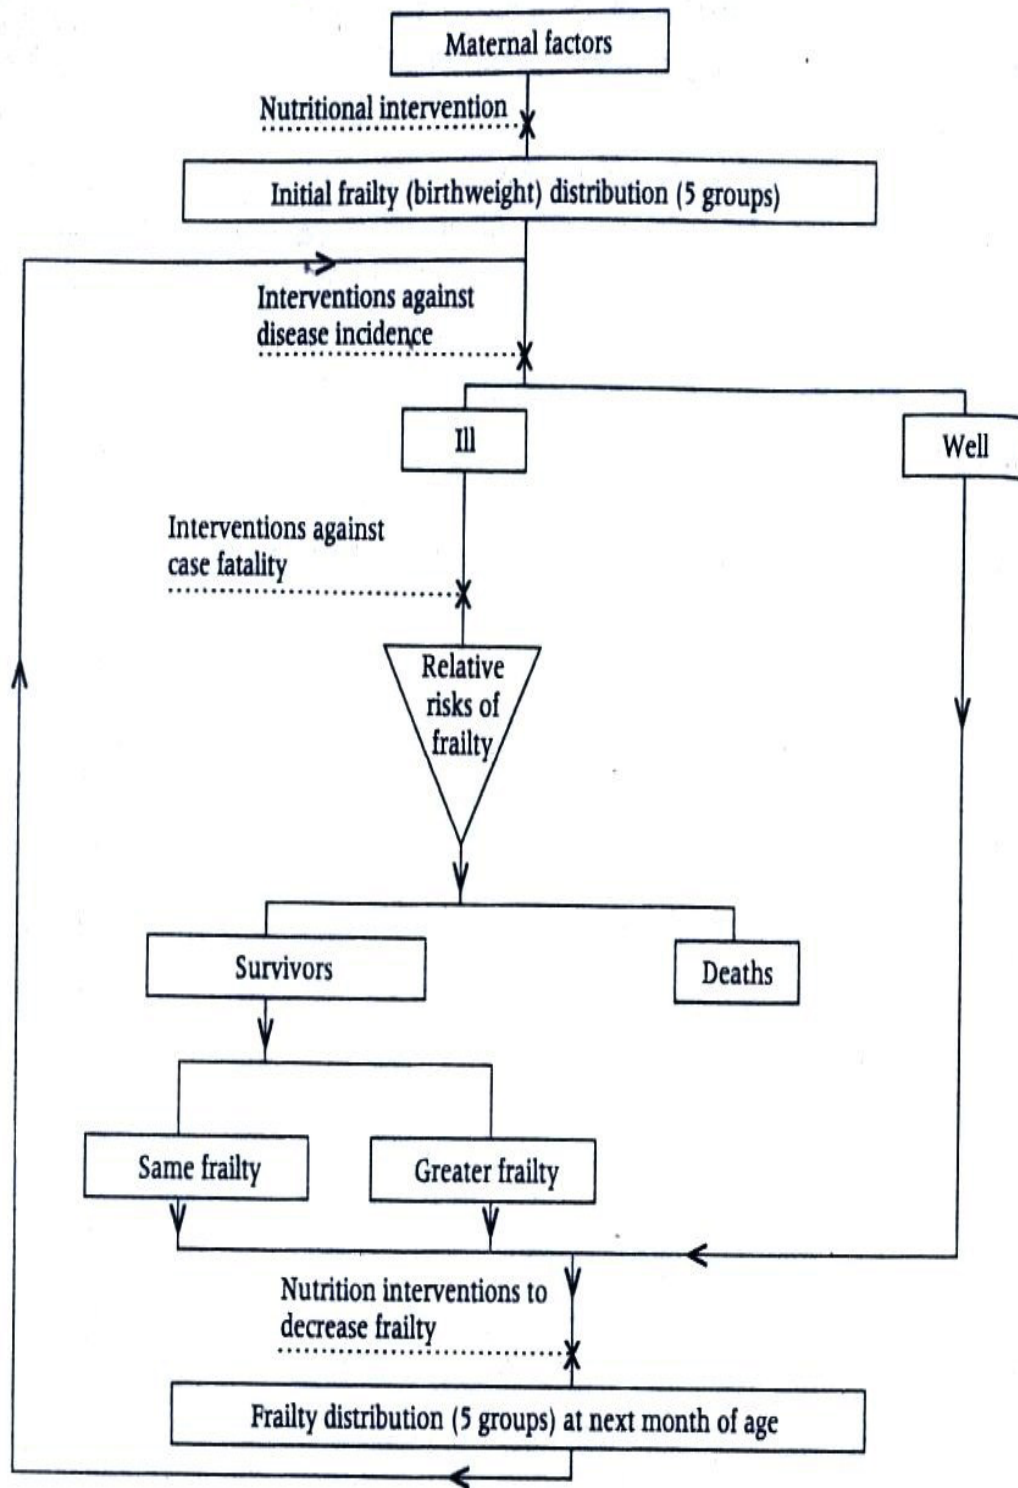 Maternal factors
Nutritional intervention
Initial frailty (birthweight) distribution (5 groups)
Interventions against
disease incidence
Ill
Well
Interventions against
case fatality
Relative
risks of
frailty
Survivors
Deaths
Same frailty
Greater frailty
Nutrition interventions to
decrease frailty
Frailty distribution (5 groups) at next month of age